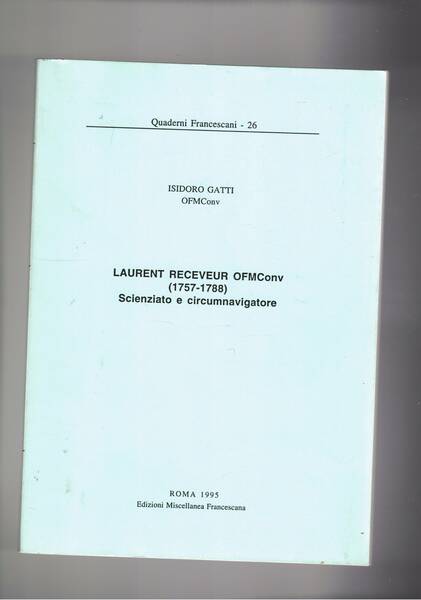 Quaderni Francescani - 26
ISIDORO GATTI
OFMConv
LAURENT RECEVEUR OFMConv
(1757-1788)
Scienziato e circumnavigatore
ROMA 1995
Edizioni Miscellanea Francescana